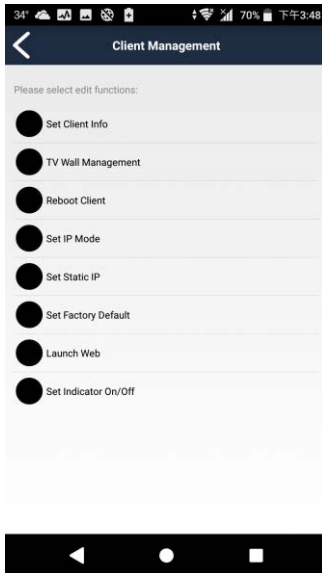 34° 70% 下午3:48
Client Management
Please select edit functions:
Set Client Info
TV Wall Management
Reboot Client
Set IP Mode
Set Static IP
Set Factory Default
Launch Web
Set Indicator On/Off